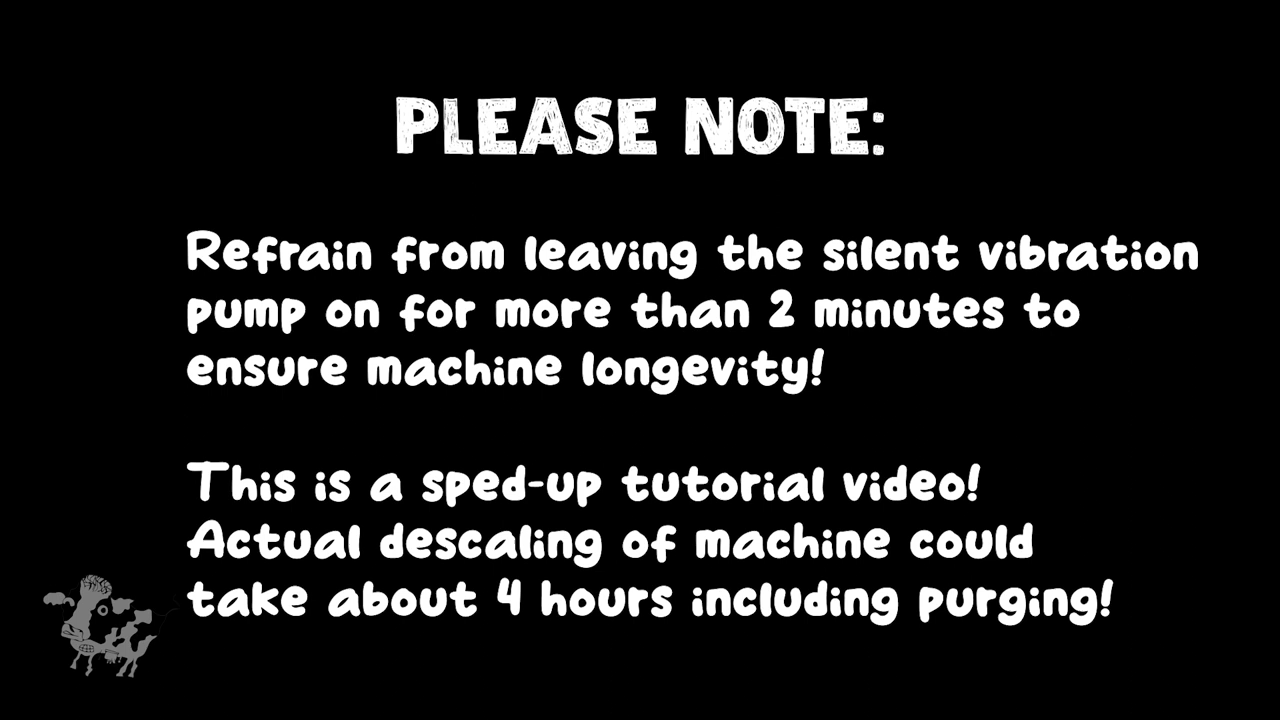 PLEASE NOTE:
Refrain from leaving the silent vibration
pump on for more than 2 minutes to
ensure machine longevity!
This is a sped-up tutorial video!
Actual descaling of machine could
take about 4 hours including purging!